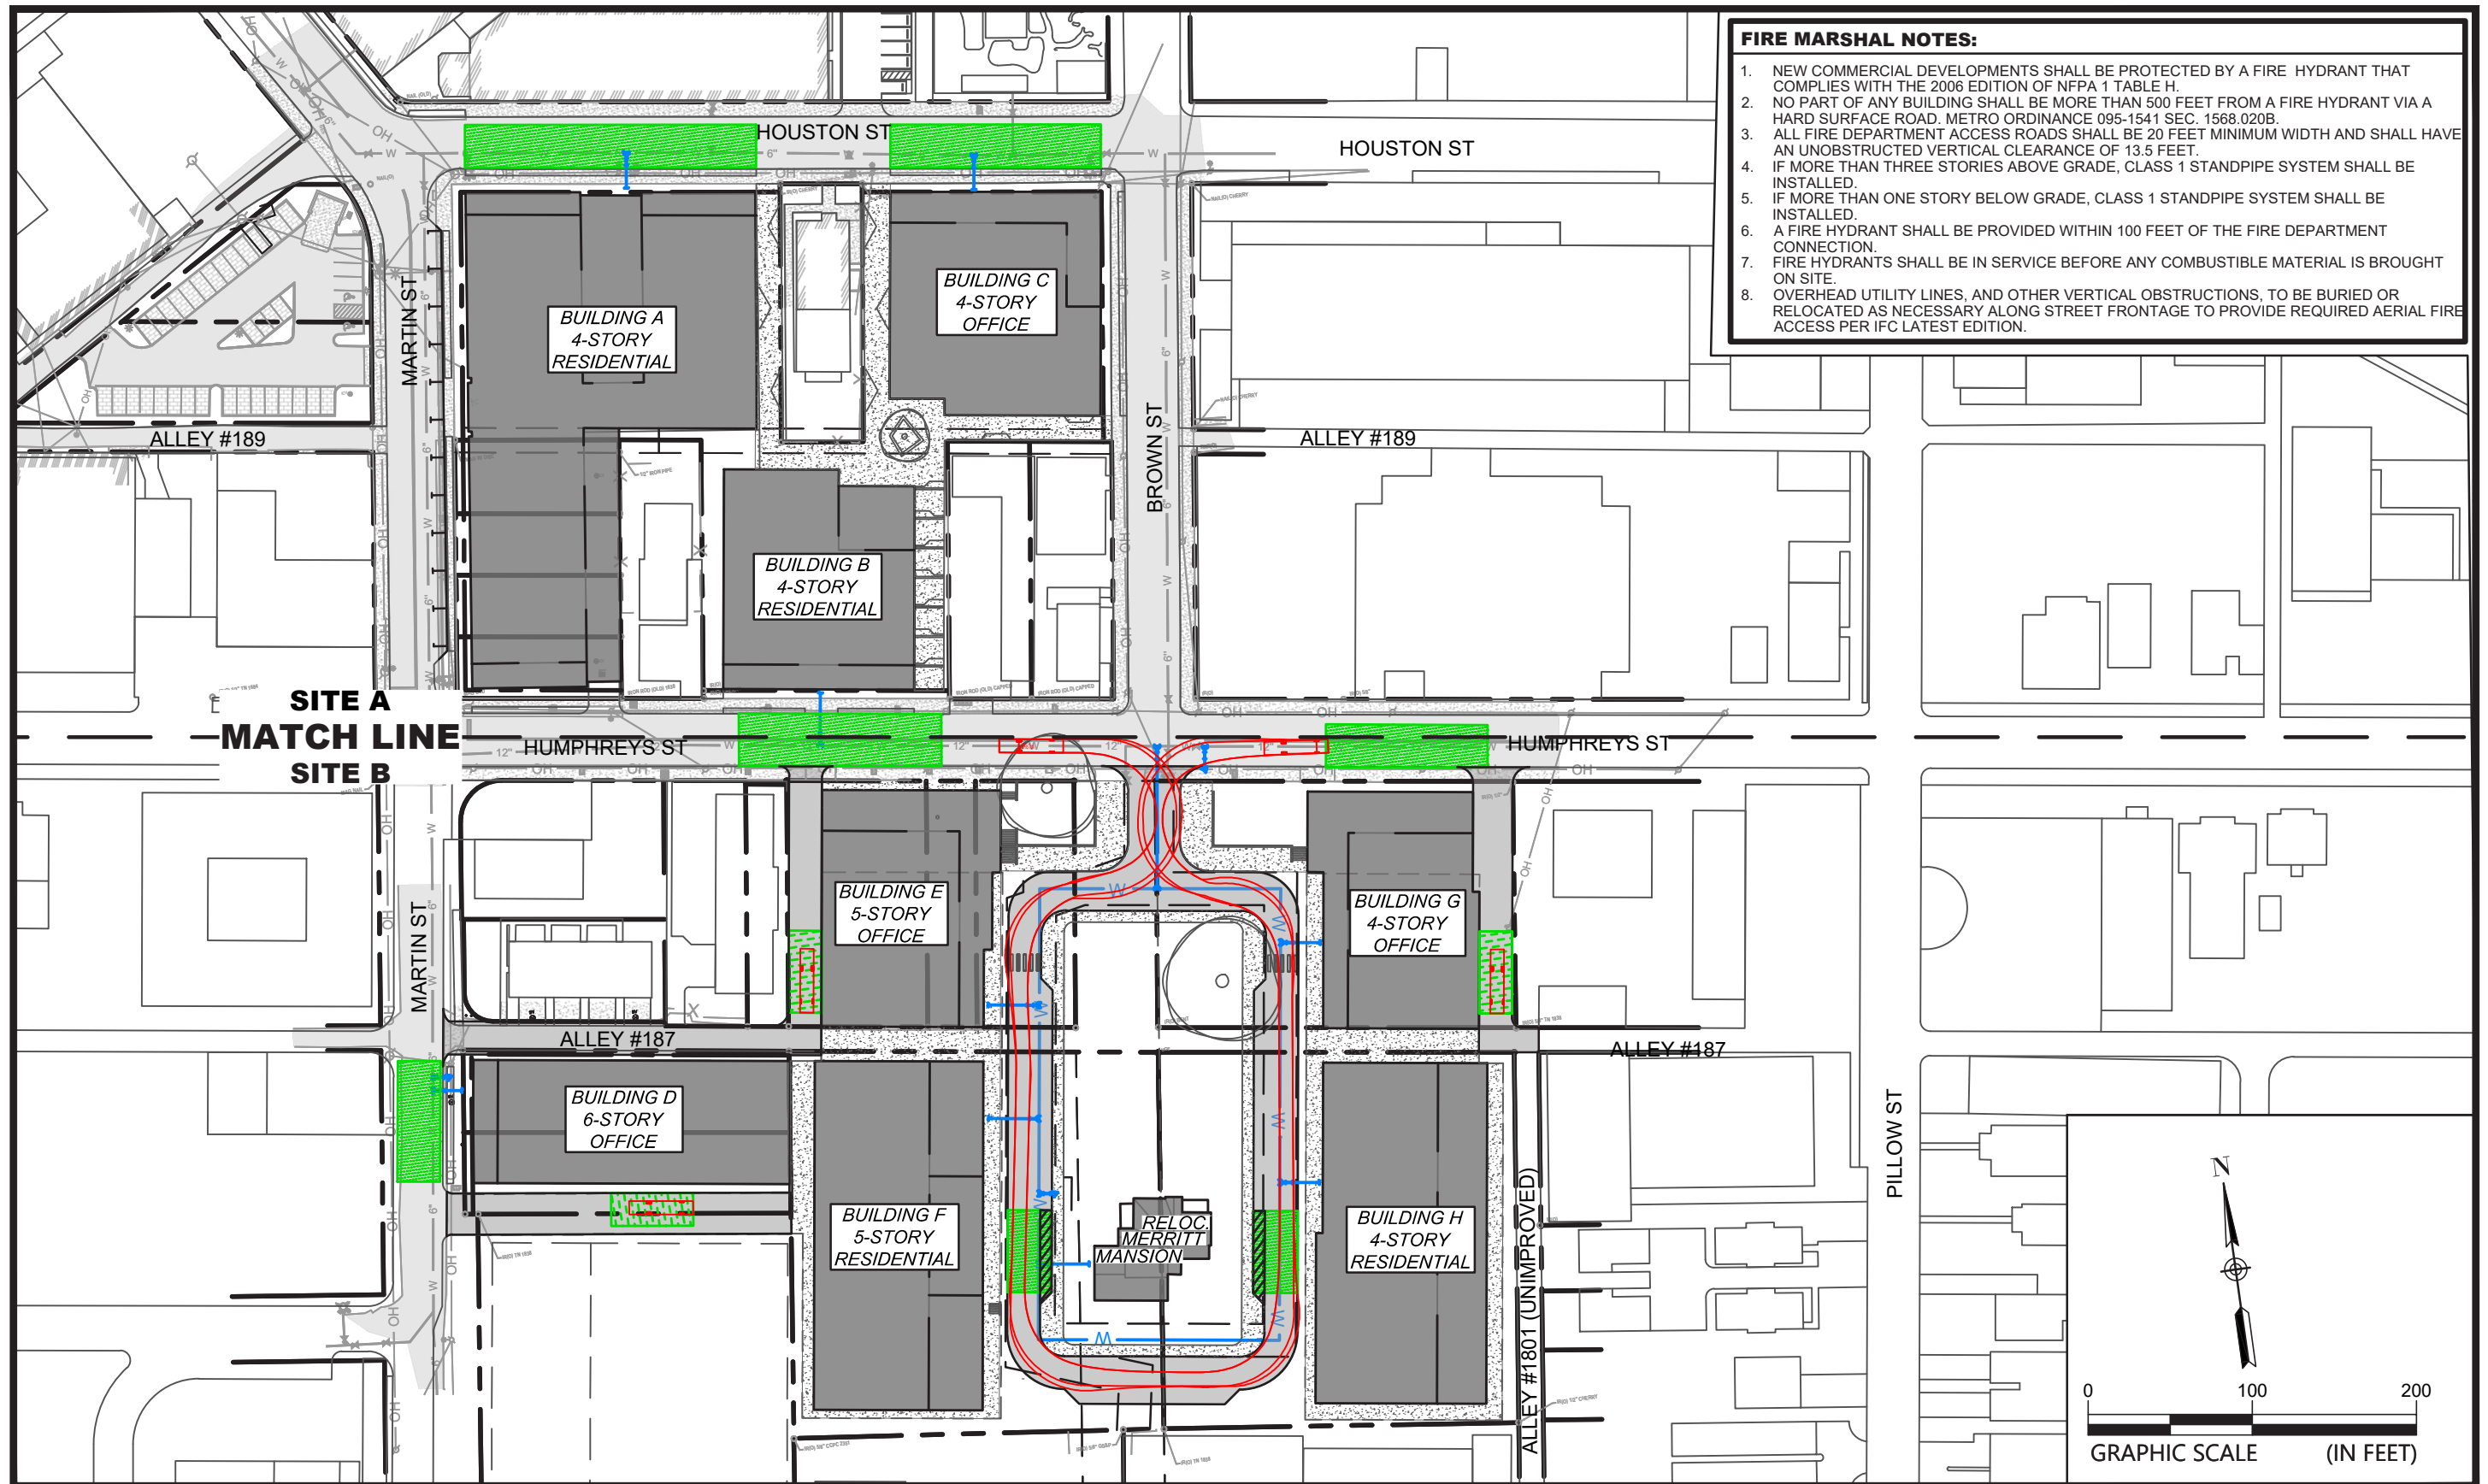 FIRE MARSHAL NOTES:
1. NEW COMMERCIAL DEVELOPMENTS SHALL BE PROTECTED BY A FIRE HYDRANT THAT
COMPLIES WITH THE 2006 EDITION OF NFPA 1 TABLE H.
2. NO PART OF ANY BUILDING SHALL BE MORE THAN 500 FEET FROM A FIRE HYDRANT VIA A
HARD SURFACE ROAD. METRO ORDINANCE 095-1541 SEC. 1568.020B.
3. ALL FIRE DEPARTMENT ACCESS ROADS SHALL BE 20 FEET MINIMUM WIDTH AND SHALL HAVE
AN UNOBSTRUCTED VERTICAL CLEARANCE OF 13.5 FEET.
4. IF MORE THAN THREE STORIES ABOVE GRADE, CLASS 1 STANDPIPE SYSTEM SHALL BE
INSTALLED.
5. IF MORE THAN ONE STORY BELOW GRADE, CLASS 1 STANDPIPE SYSTEM SHALL BE
INSTALLED.
6. A FIRE HYDRANT SHALL BE PROVIDED WITHIN 100 FEET OF THE FIRE DEPARTMENT
CONNECTION.
7. FIRE HYDRANTS SHALL BE IN SERVICE BEFORE ANY COMBUSTIBLE MATERIAL IS BROUGHT
ON SITE.
8. OVERHEAD UTILITY LINES, AND OTHER VERTICAL OBSTRUCTIONS, TO BE BURIED OR
RELOCATED AS NECESSARY ALONG STREET FRONTAGE TO PROVIDE REQUIRED AERIAL FIRE
ACCESS PER IFC LATEST EDITION.
HOUSTON ST
HOUSTON ST
MARTIN ST
BUILDING A
4-STORY
RESIDENTIAL
BUILDING C
4-STORY
OFFICE
ALLEY #189
BROWN ST
ALLEY #189
BUILDING B
4-STORY
RESIDENTIAL
SITE A
MATCH LINE
SITE B
HUMPHREYS ST
HUMPHREYS ST
BUILDING E
5-STORY
OFFICE
BUILDING G
4-STORY
OFFICE
MARTIN ST
ALLEY #187
ALLEY #187
BUILDING D
6-STORY
OFFICE
BUILDING F
5-STORY
RESIDENTIAL
RELOC.
MERRITT
MANSION
BUILDING H
4-STORY
RESIDENTIAL
ALLEY #1801 (UNIMPROVED)
PILLOW ST
N
0 100 200
GRAPHIC SCALE (IN FEET)